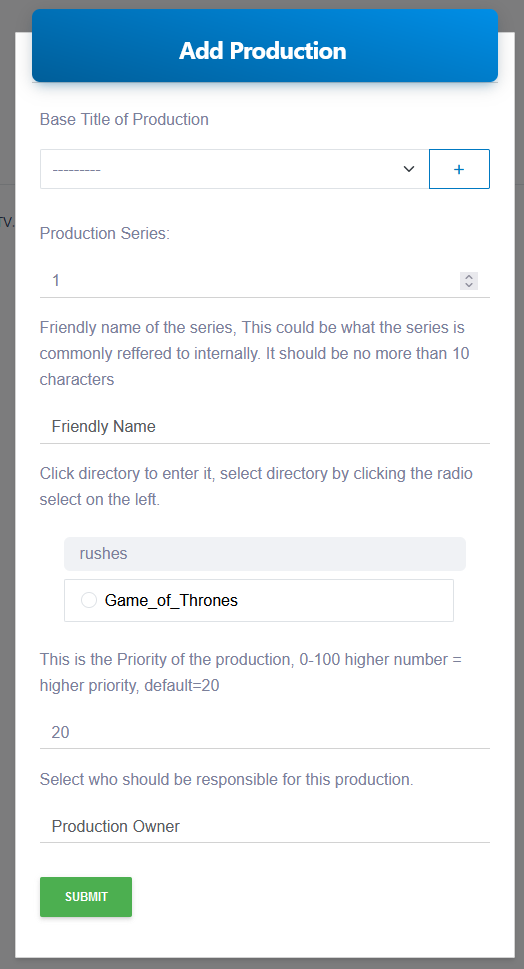 Add Production
Base Title of Production
---------
+
TV.
Production Series:
1
Friendly name of the series, This could be what the series is
commonly reffered to internally. It should be no more than 10
characters
Friendly Name
Click directory to enter it, select directory by clicking the radio
select on the left.
rushes
Game_of_Thrones
This is the Priority of the production, 0-100 higher number =
higher priority, default=20
20
Select who should be responsible for this production.
Production Owner
SUBMIT